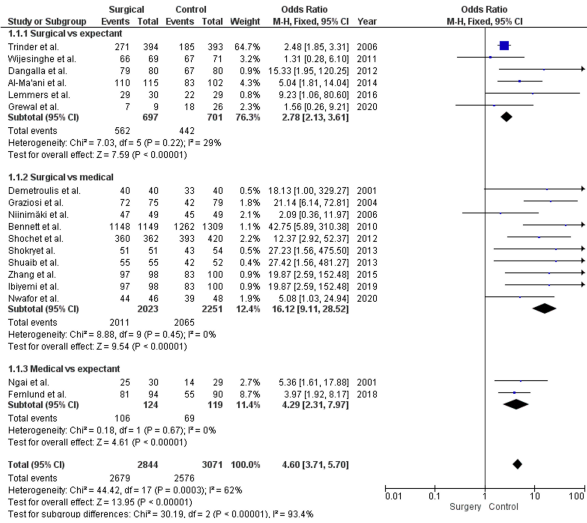 Surgical Control Odds Ratio Odds Ratio
Study or Subgroup Events Total Events Total Weight M-H, Fixed, 95% CI Year M-H, Fixed, 95% CI
1.1.1 Surgical vs expectant
Trinder et al. 271 394 185 393 64.7% 2.48 [1.85, 3.31] 2006
Wijesinghe et al. 66 69 67 71 1.9% 1.31 [0.28, 6.10] 2011
Dangalla et al. 79 80 67 80 0.6% 15.33 [1.95, 120.25] 2012
Al-Ma'ani et al. 110 115 83 102 2.9% 5.04 [1.81, 14.04] 2014
Lemmers et al. 29 30 22 29 0.5% 9.23 [1.06, 80.60] 2016
Grewal et al. 7 9 18 26 1.5% 1.56 [0.26, 9.21] 2020
Subtotal (95% CI) 697 701 76.3% 2.78 [2.13, 3.61]
Total events 562 442
Heterogeneity: Chi² = 7.03, df = 5 (P = 0.22); I² = 29%
Test for overall effect: Z = 7.59 (P < 0.00001)
1.1.2 Surgical vs medical
Demetroulis et al. 40 40 33 40 0.5% 18.13 [1.00, 329.27] 2001
Graziosi et al. 72 75 42 79 1.4% 21.14 [6.14, 72.81] 2004
Niinimäki et al. 47 49 45 49 1.5% 2.09 [0.36, 11.97] 2006
Bennett et al. 1148 1149 1262 1309 1.1% 42.75 [5.89, 310.38] 2010
Shochet et al. 360 362 393 420 2.2% 12.37 [2.92, 52.37] 2012
Shokryet al. 51 51 43 54 0.5% 27.23 [1.56, 475.50] 2013
Shuaib et al. 55 55 42 52 0.5% 27.42 [1.56, 481.27] 2013
Zhang et al. 97 98 83 100 0.9% 19.87 [2.59, 152.48] 2015
Ibiyemi et al. 97 98 83 100 0.9% 19.87 [2.59, 152.48] 2019
Nwafor et al. 44 46 39 48 1.9% 5.08 [1.03, 24.94] 2020
Subtotal (95% CI) 2023 2251 12.4% 16.12 [9.11, 28.52]
Total events 2011 2065
Heterogeneity: Chi² = 8.88, df = 9 (P = 0.45); I² = 0%
Test for overall effect: Z = 9.54 (P < 0.00001)
1.1.3 Medical vs expectant
Ngai et al. 25 30 14 29 2.7% 5.36 [1.61, 17.88] 2001
Fernlund et al. 81 94 55 90 8.7% 3.97 [1.92, 8.17] 2018
Subtotal (95% CI) 124 119 11.4% 4.29 [2.31, 7.97]
Total events 106 69
Heterogeneity: Chi² = 0.18, df = 1 (P = 0.67); I² = 0%
Test for overall effect: Z = 4.61 (P < 0.00001)
Total (95% CI) 2844 3071 100.0% 4.60 [3.71, 5.70]
Total events 2679 2576
Heterogeneity: Chi² = 44.42, df = 17 (P = 0.0003); I² = 62%
Test for overall effect: Z = 13.95 (P < 0.00001)
Test for subgroup differences: Chi² = 30.19, df = 2 (P < 0.00001), I² = 93.4%
0.01 0.1 1 10 100
Surgery Control